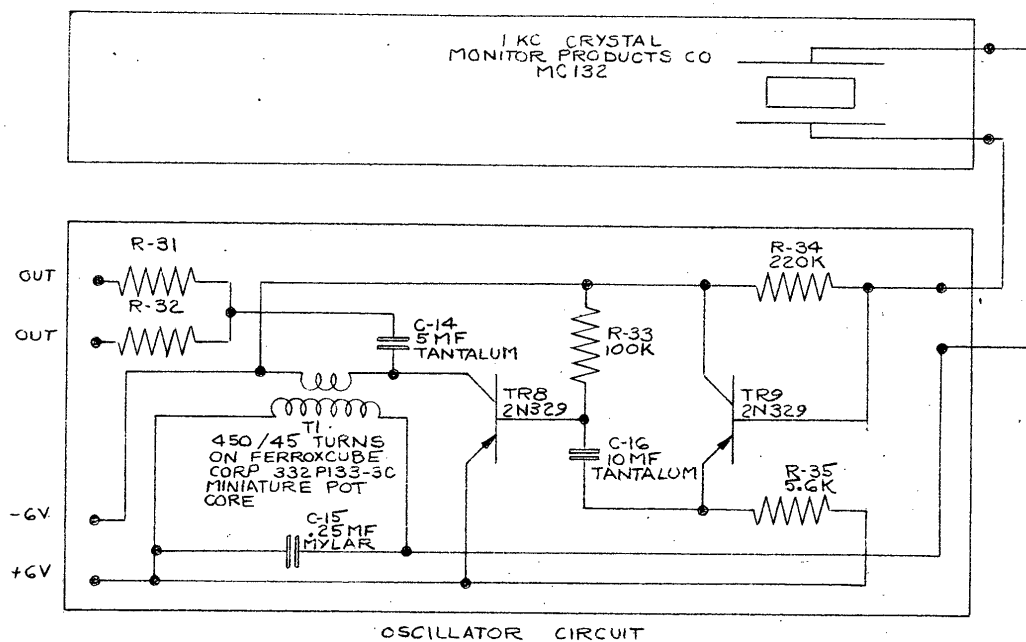 1 KC CRYSTAL
MONITOR PRODUCTS CO
MC132
R-31
OUT
R-32
OUT
C-14
5MF
TANTALUM
R-34
220K
R-33
100K
TR8
2N329
TR9
2N329
T1
450/45 TURNS
ON FERROXCUBE
CORP 332P133-3C
MINIATURE POT
CORE
C-16
10MF
TANTALUM
R-35
5.6K
-6V
C-15
.25MF
MYLAR
+6V
OSCILLATOR CIRCUIT